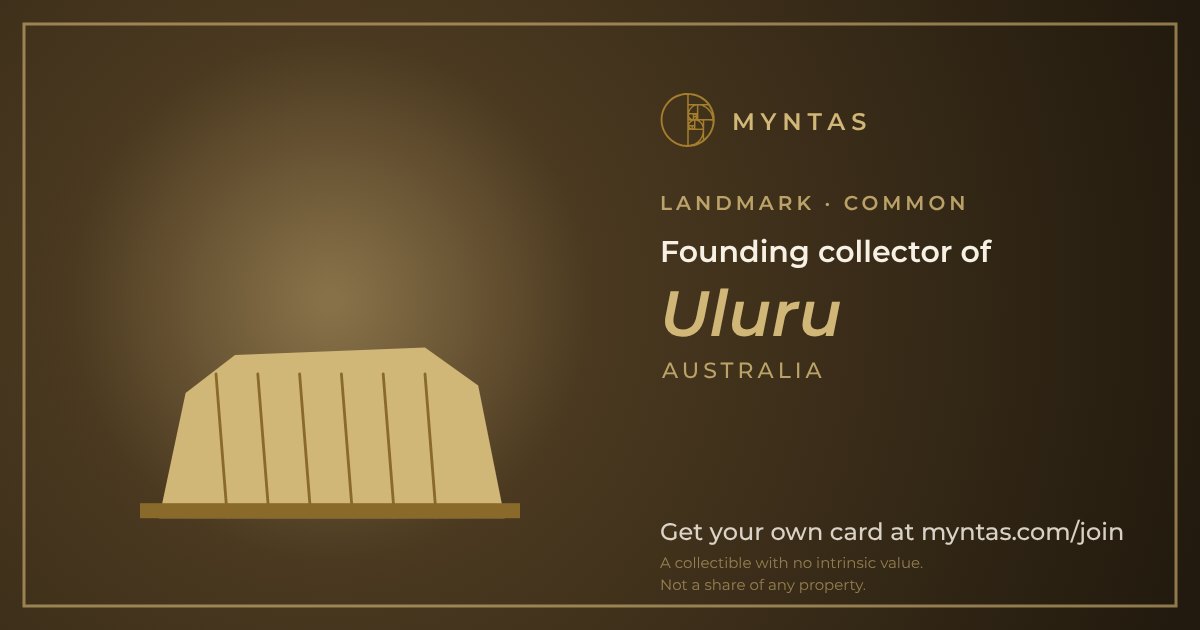 MYNTAS
LANDMARK · COMMON
Founding collector of
Uluru
AUSTRALIA
Get your own card at myntas.com/join
A collectible with no intrinsic value.
Not a share of any property.